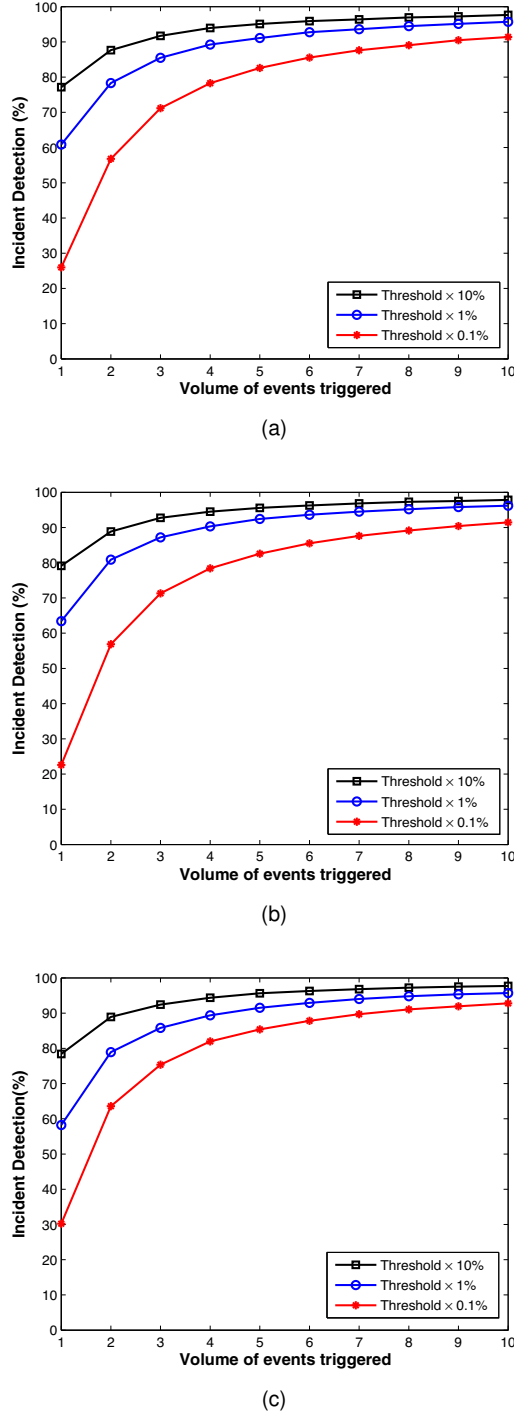 100
90
80
70
60
50
40
30
20
10
0
Incident Detection (%)
Threshold × 10%
Threshold × 1%
Threshold × 0.1%
1 2 3 4 5 6 7 8 9 10
Volume of events triggered
(a)
100
90
80
70
60
50
40
30
20
10
0
Incident Detection (%)
Threshold × 10%
Threshold × 1%
Threshold × 0.1%
1 2 3 4 5 6 7 8 9 10
Volume of events triggered
(b)
100
90
80
70
60
50
40
30
20
10
0
Incident Detection(%)
Threshold × 10%
Threshold × 1%
Threshold × 0.1%
1 2 3 4 5 6 7 8 9 10
Volume of events triggered
(c)